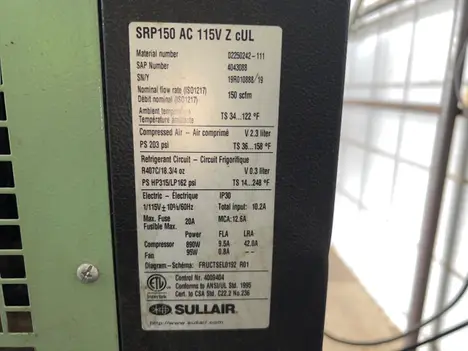 SRP150 AC 115V Z cUL
Material number 02250242-111
SAP Number 4043088
SN/Y 19R010888/19
Nominal flow rate (ISO1217)
Débit nominal (ISO1217) 150 scfm
Ambient temperature
Température ambiante TS 34...122 °F
Compressed Air - Air comprimé V 2.3 liter
PS 203 psi TS 36...158 °F
Refrigerant Circuit - Circuit Frigorifique
R407C/18.3/4 oz V 0.3 liter
PS HP315/LP162 psi TS 14...248 °F
Electric - Électrique IP30
1/115V ±10%/60Hz Total input: 10.2A
Max. Fuse
Fusible Max. 20A MCA: 12.6A
Power FLA LRA
Compressor 890W 9.5A 42.0A
Fan 95W 0.8A -
Diagram - Schéma: FRUCTSEL0192_R01
Control Nr. 4009404
Conforms to ANSI/UL Std. 1995
Cert. to CSA Std. C22.2 No.236
ETL
Intertek
SULLAIR
http://www.sullair.com